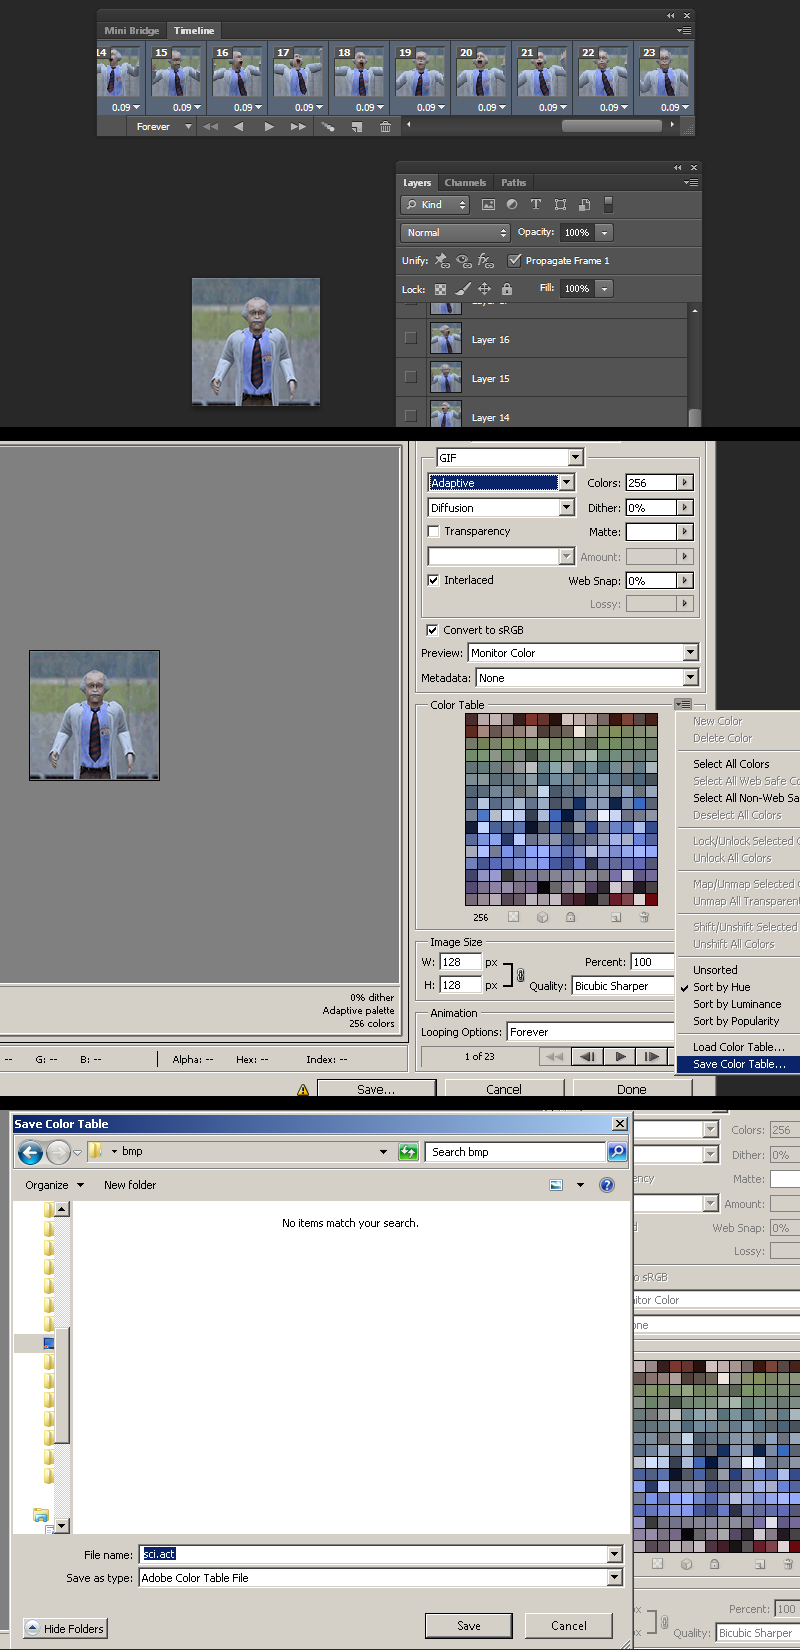 Mini Bridge Timeline
14 15 16 17 18 19 20 21 22 23
0.09 0.09 0.09 0.09 0.09 0.09 0.09 0.09 0.09 0.09
Forever
Layers Channels Paths
Kind
Normal Opacity: 100%
Unify: Propagate Frame 1
Lock: Fill: 100%
Layer 16
Layer 15
Layer 14
GIF
Adaptive Colors: 256
Diffusion Dither: 0%
Transparency Matte:
Amount:
Interlaced Web Snap: 0%
Lossy:
Convert to sRGB
Preview: Monitor Color
Metadata: None
Color Table
256
New Color
Delete Color
Select All Colors
Select All Web Safe Co
Select All Non-Web Sa
Deselect All Colors
Lock/Unlock Selected C
Unlock All Colors
Map/Unmap Selected C
Unmap All Transparent
Shift/Unshift Selected
Unshift All Colors
Unsorted
Sort by Hue
Sort by Luminance
Sort by Popularity
Load Color Table...
Save Color Table...
Image Size
W: 128 px Percent: 100
H: 128 px Quality: Bicubic Sharper
0% dither
Adaptive palette
256 colors
Animation
Looping Options: Forever
1 of 23
-- G: -- B: -- Alpha: -- Hex: -- Index: --
Save... Cancel Done
Save Color Table
bmp Search bmp
Organize New folder
No items match your search.
File name: sci.act
Save as type: Adobe Color Table File
Hide Folders Save Cancel
Colors: 256
Dither: 0%
ncy Matte:
Amount:
d Web Snap: 0%
Lossy:
o sRGB
itor Color
one
px Percent: 100
px Quality: Bicubic Sharper